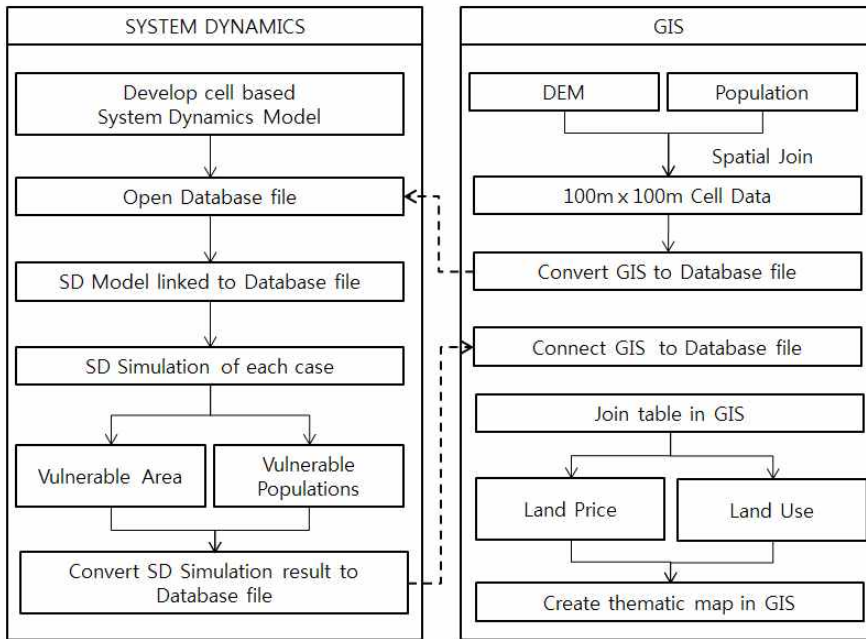 SYSTEM DYNAMICS
Develop cell based
System Dynamics Model
Open Database file
SD Model linked to Database file
SD Simulation of each case
Vulnerable Area
Vulnerable
Populations
Convert SD Simulation result to
Database file
GIS
DEM
Population
Spatial Join
100m x 100m Cell Data
Convert GIS to Database file
Connect GIS to Database file
Join table in GIS
Land Price
Land Use
Create thematic map in GIS